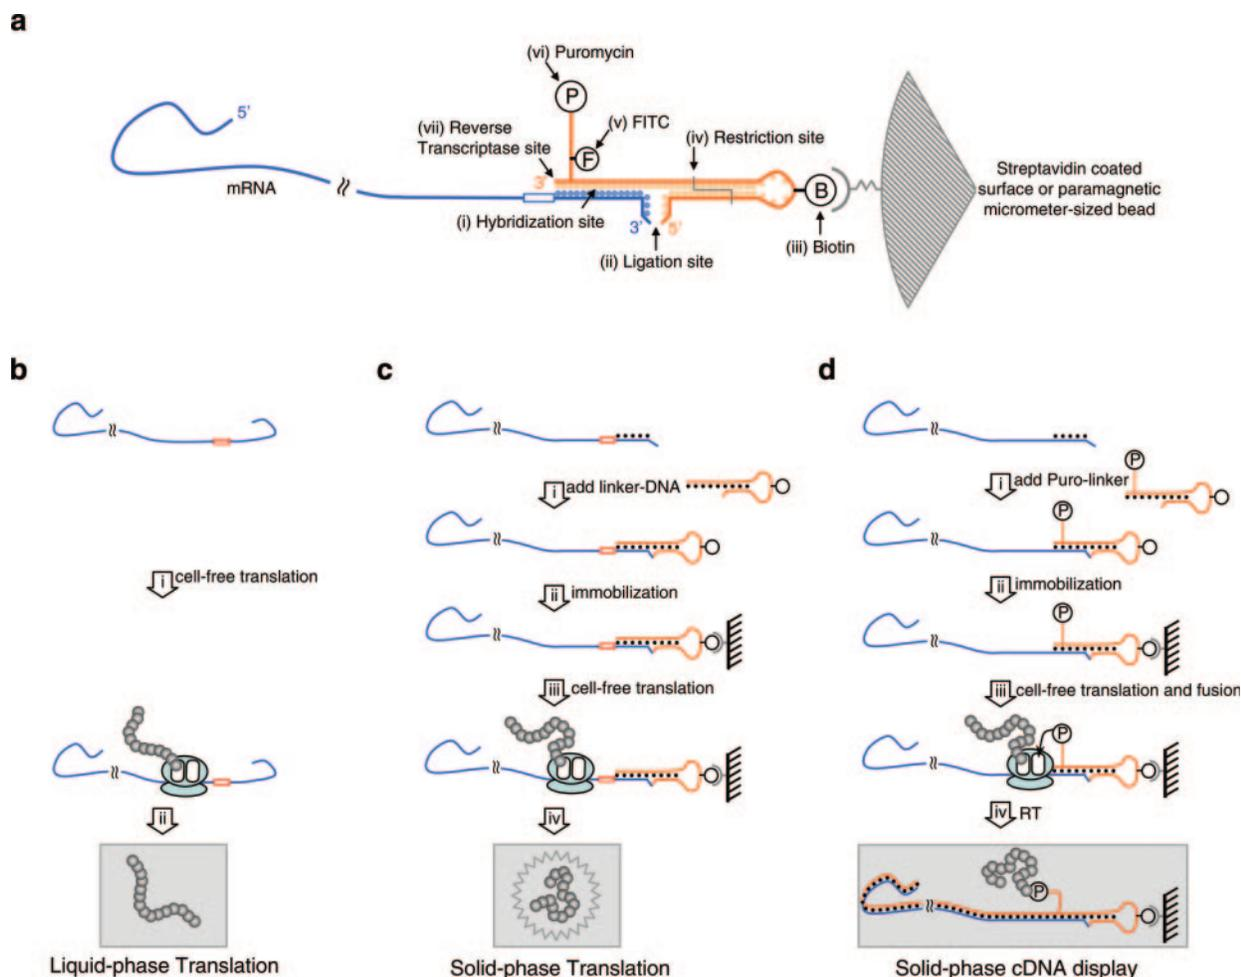 a
(vi) Puromycin
P
5'
(v) FITC
(vii) Reverse
Transcriptase site
F
(iv) Restriction site
3'
mRNA
B
Streptavidin coated
surface or paramagnetic
micrometer-sized bead
(i) Hybridization site
3'
5'
(iii) Biotin
(ii) Ligation site
b
c
d
i
cell-free translation
ii
Liquid-phase Translation
i
add linker-DNA
ii
immobilization
iii
cell-free translation
iv
Solid-phase Translation
P
i
add Puro-linker
P
ii
immobilization
P
iii
cell-free translation and fusion
P
iv
RT
P
Solid-phase cDNA display